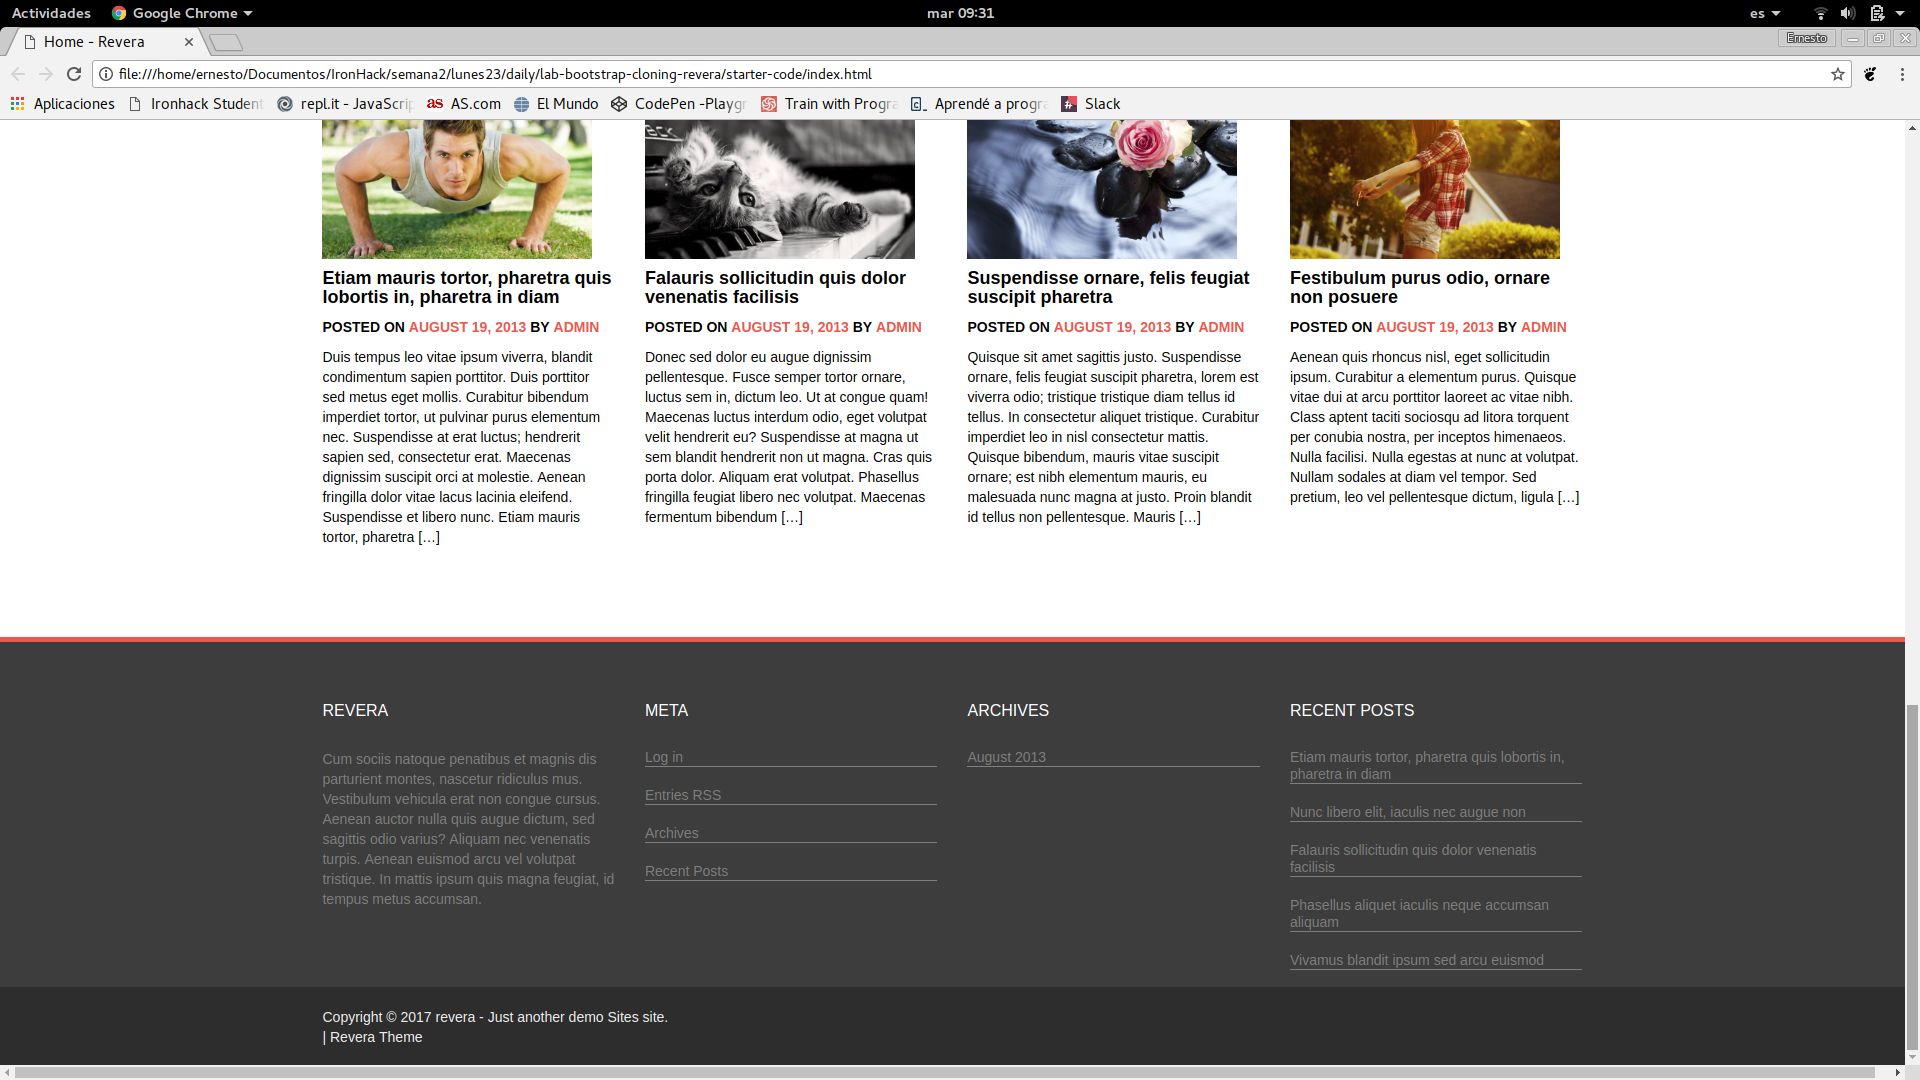 Actividades
Google Chrome
mar 09:31
es
Home - Revera
Ernesto
file:///home/ernesto/Documentos/IronHack/semana2/lunes23/daily/lab-bootstrap-cloning-revera/starter-code/index.html
Aplicaciones
Ironhack Student
repl.it - JavaScrip
as AS.com
El Mundo
CodePen -Playgr
Train with Progra
Aprendé a progra
Slack
Etiam mauris tortor, pharetra quis
lobortis in, pharetra in diam
POSTED ON AUGUST 19, 2013 BY ADMIN
Duis tempus leo vitae ipsum viverra, blandit
condimentum sapien porttitor. Duis porttitor
sed metus eget mollis. Curabitur bibendum
imperdiet tortor, ut pulvinar purus elementum
nec. Suspendisse at erat luctus; hendrerit
sapien sed, consectetur erat. Maecenas
dignissim suscipit orci at molestie. Aenean
fringilla dolor vitae lacus lacinia eleifend.
Suspendisse et libero nunc. Etiam mauris
tortor, pharetra […]
Falauris sollicitudin quis dolor
venenatis facilisis
POSTED ON AUGUST 19, 2013 BY ADMIN
Donec sed dolor eu augue dignissim
pellentesque. Fusce semper tortor ornare,
luctus sem in, dictum leo. Ut at congue quam!
Maecenas luctus interdum odio, eget volutpat
velit hendrerit eu? Suspendisse at magna ut
sem blandit hendrerit non ut magna. Cras quis
porta dolor. Aliquam erat volutpat. Phasellus
fringilla feugiat libero nec volutpat. Maecenas
fermentum bibendum […]
Suspendisse ornare, felis feugiat
suscipit pharetra
POSTED ON AUGUST 19, 2013 BY ADMIN
Quisque sit amet sagittis justo. Suspendisse
ornare, felis feugiat suscipit pharetra, lorem est
viverra odio; tristique tristique diam tellus id
tellus. In consectetur aliquet tristique. Curabitur
imperdiet leo in nisl consectetur mattis.
Quisque bibendum, mauris vitae suscipit
ornare; est nibh elementum mauris, eu
malesuada nunc magna at justo. Proin blandit
id tellus non pellentesque. Mauris […]
Festibulum purus odio, ornare
non posuere
POSTED ON AUGUST 19, 2013 BY ADMIN
Aenean quis rhoncus nisl, eget sollicitudin
ipsum. Curabitur a elementum purus. Quisque
vitae dui at arcu porttitor laoreet ac vitae nibh.
Class aptent taciti sociosqu ad litora torquent
per conubia nostra, per inceptos himenaeos.
Nulla facilisi. Nulla egestas at nunc at volutpat.
Nullam sodales at diam vel tempor. Sed
pretium, leo vel pellentesque dictum, ligula […]
REVERA
Cum sociis natoque penatibus et magnis dis
parturient montes, nascetur ridiculus mus.
Vestibulum vehicula erat non congue cursus.
Aenean auctor nulla quis augue dictum, sed
sagittis odio varius? Aliquam nec venenatis
turpis. Aenean euismod arcu vel volutpat
tristique. In mattis ipsum quis magna feugiat, id
tempus metus accumsan.
META
Log in
Entries RSS
Archives
Recent Posts
ARCHIVES
August 2013
RECENT POSTS
Etiam mauris tortor, pharetra quis lobortis in,
pharetra in diam
Nunc libero elit, iaculis nec augue non
Falauris sollicitudin quis dolor venenatis
facilisis
Phasellus aliquet iaculis neque accumsan
aliquam
Vivamus blandit ipsum sed arcu euismod
Copyright © 2017 revera - Just another demo Sites site.
| Revera Theme